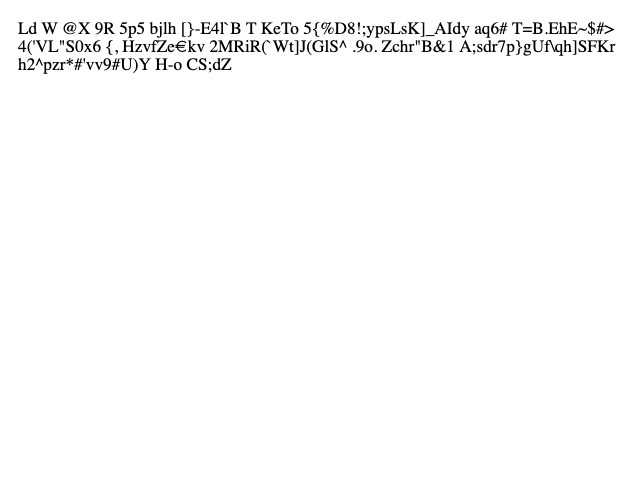 Ld W @X 9R 5p5 bjlh [}-E4l`B T KeTo 5{%D8!;ypsLsK]_AIdy aq6# T=B.EhE~$#>
4('VL"S0x6 {, HzvfZe€kv 2MRiR(`Wt]J(GlS^ .9o. Zchr"B&1 A;sdr7p}gUf\qh]SFKr
h2^pzr*#'vv9#U)Y H-o CS;dZ